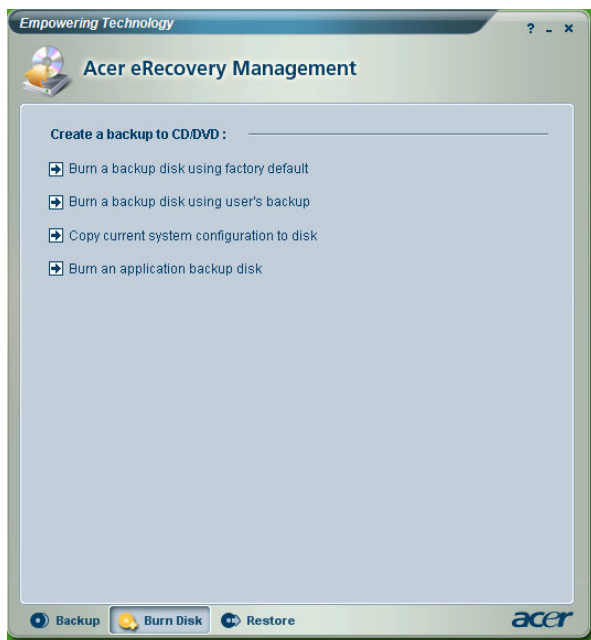 Empowering Technology
? - x
Acer eRecovery Management
Create a backup to CD/DVD :
Burn a backup disk using factory default
Burn a backup disk using user's backup
Copy current system configuration to disk
Burn an application backup disk
Backup Burn Disk Restore acer